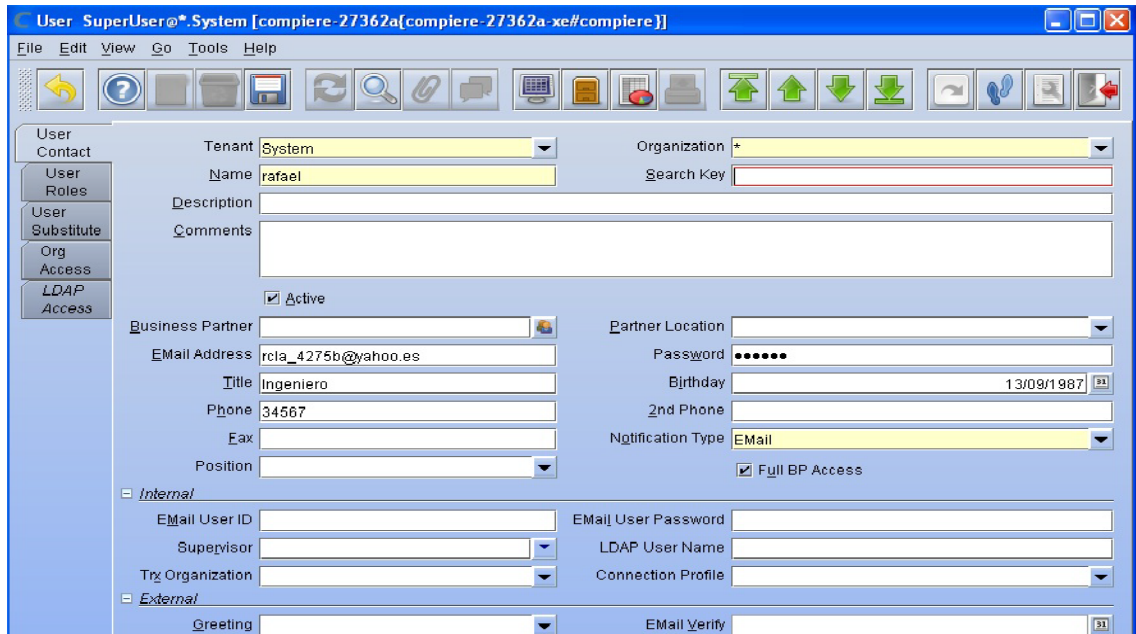 User SuperUser@*.System [compiere-27362a{compiere-27362a-xe#compiere}]
File Edit View Go Tools Help
User Contact
User Roles
User Substitute
Org Access
LDAP Access
Tenant System Organization *
Name rafael Search Key
Description
Comments
Active
Business Partner Partner Location
EMail Address rcla_4275b@yahoo.es Password ●●●●●●
Title Ingeniero Birthday 13/09/1987 31
Phone 34567 2nd Phone
Fax Notification Type EMail
Position Full BP Access
Internal
EMail User ID EMail User Password
Supervisor LDAP User Name
Trx Organization Connection Profile
External
Greeting EMail Verify 31